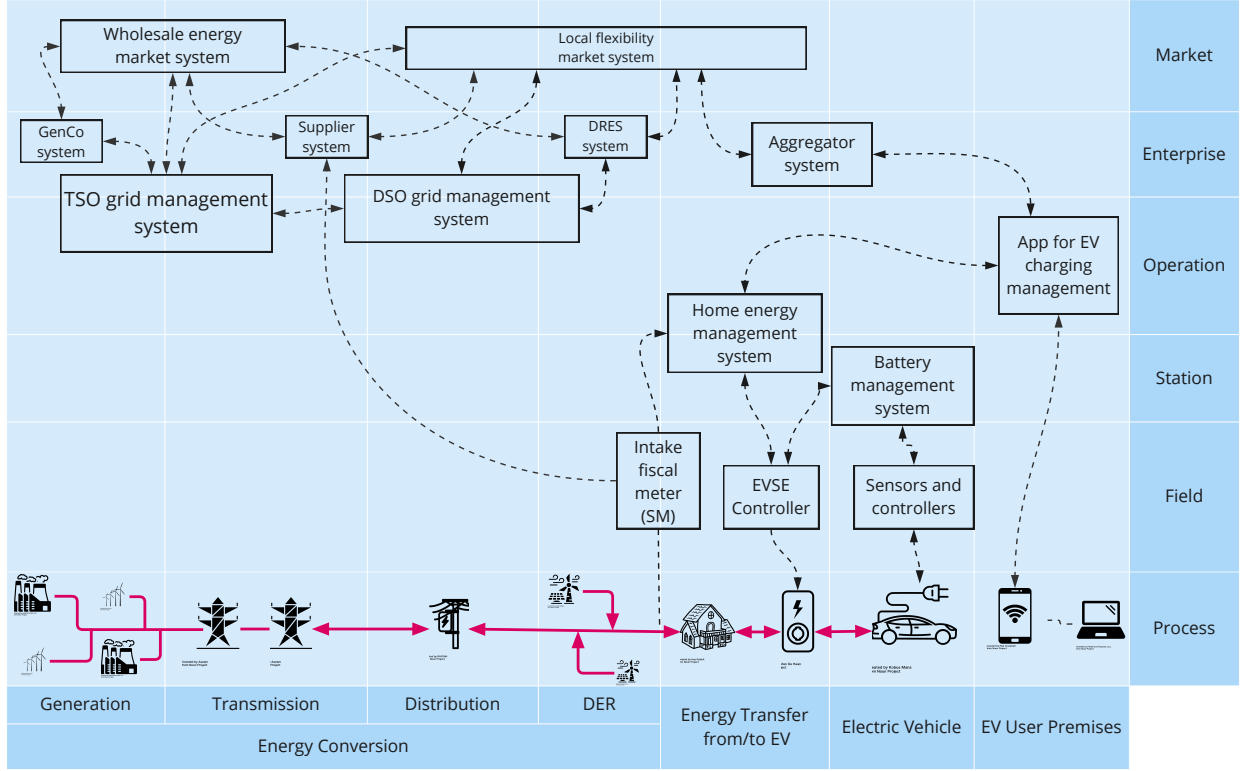 Wholesale energy
market system
Local flexibility
market system
Market
GenCo
system
Supplier
system
DRES
system
Aggregator
system
Enterprise
TSO grid management
system
DSO grid management
system
App for EV
charging
management
Operation
Home energy
management
system
Battery
management
system
Station
Intake
fiscal
meter
(SM)
EVSE
Controller
Sensors and
controllers
Field
Process
Generation
Transmission
Distribution
DER
Energy Transfer
from/to EV
Electric Vehicle
EV User Premises
Energy Conversion